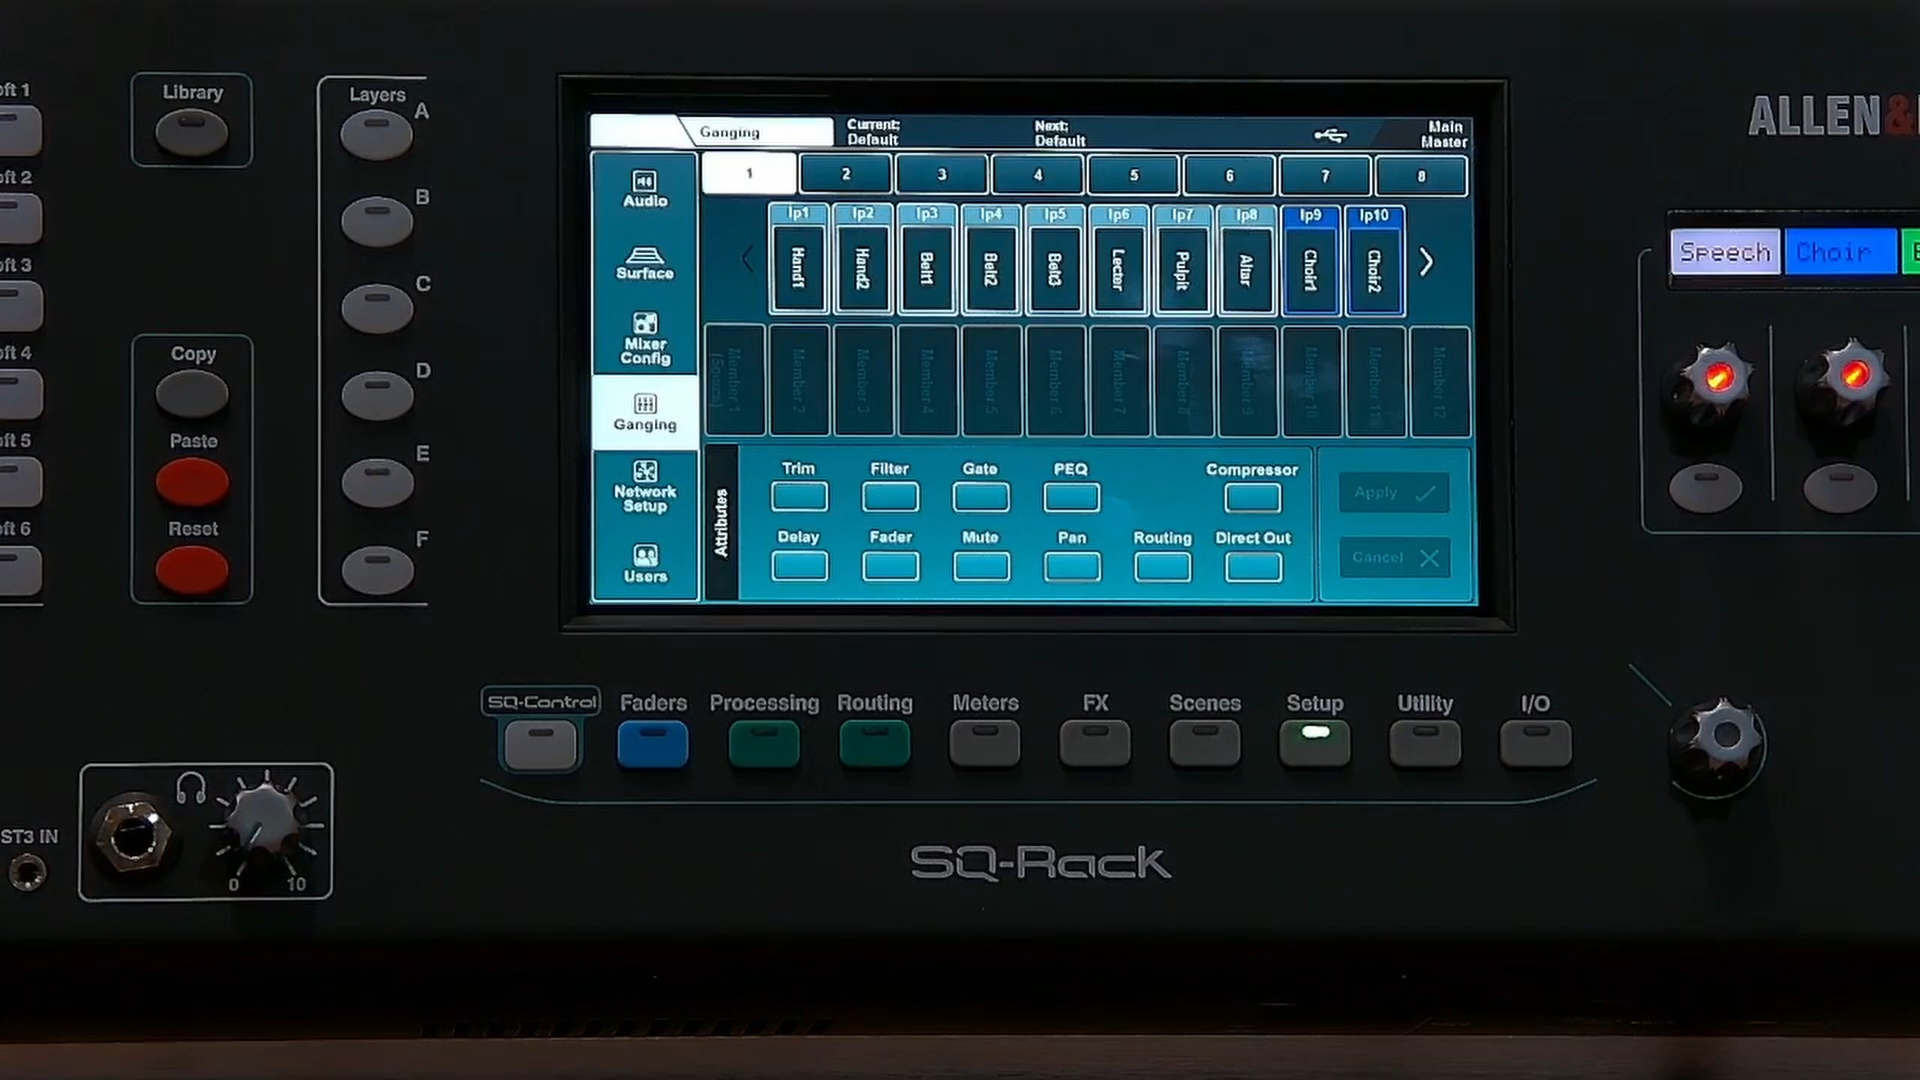 oft 1
oft 2
oft 3
oft 4
oft 5
oft 6
Library
Copy
Paste
Reset
Layers
A
B
C
D
E
F
Ganging
Current:
Default
Next:
Default
Main
Master
Audio
Surface
Mixer
Config
Ganging
Network
Setup
Users
1 2 3 4 5 6 7 8
Ip1 Ip2 Ip3 Ip4 Ip5 Ip6 Ip7 Ip8 Ip9 Ip10
Hand1 Hand2 Belt1 Belt2 Belt3 Lecter Pulpit Altar Choir1 Choir2
Member 1
(Source)
Member 2
Member 3
Member 4
Member 5
Member 6
Member 7
Member 8
Member 9
Member 10
Member 11
Member 12
Attributes
Trim Filter Gate PEQ Compressor
Delay Fader Mute Pan Routing Direct Out
Apply
Cancel
ALLEN&
Speech Choir
SQ-Control Faders Processing Routing Meters FX Scenes Setup Utility I/O
ST3 IN
0 10
SQ-Rack